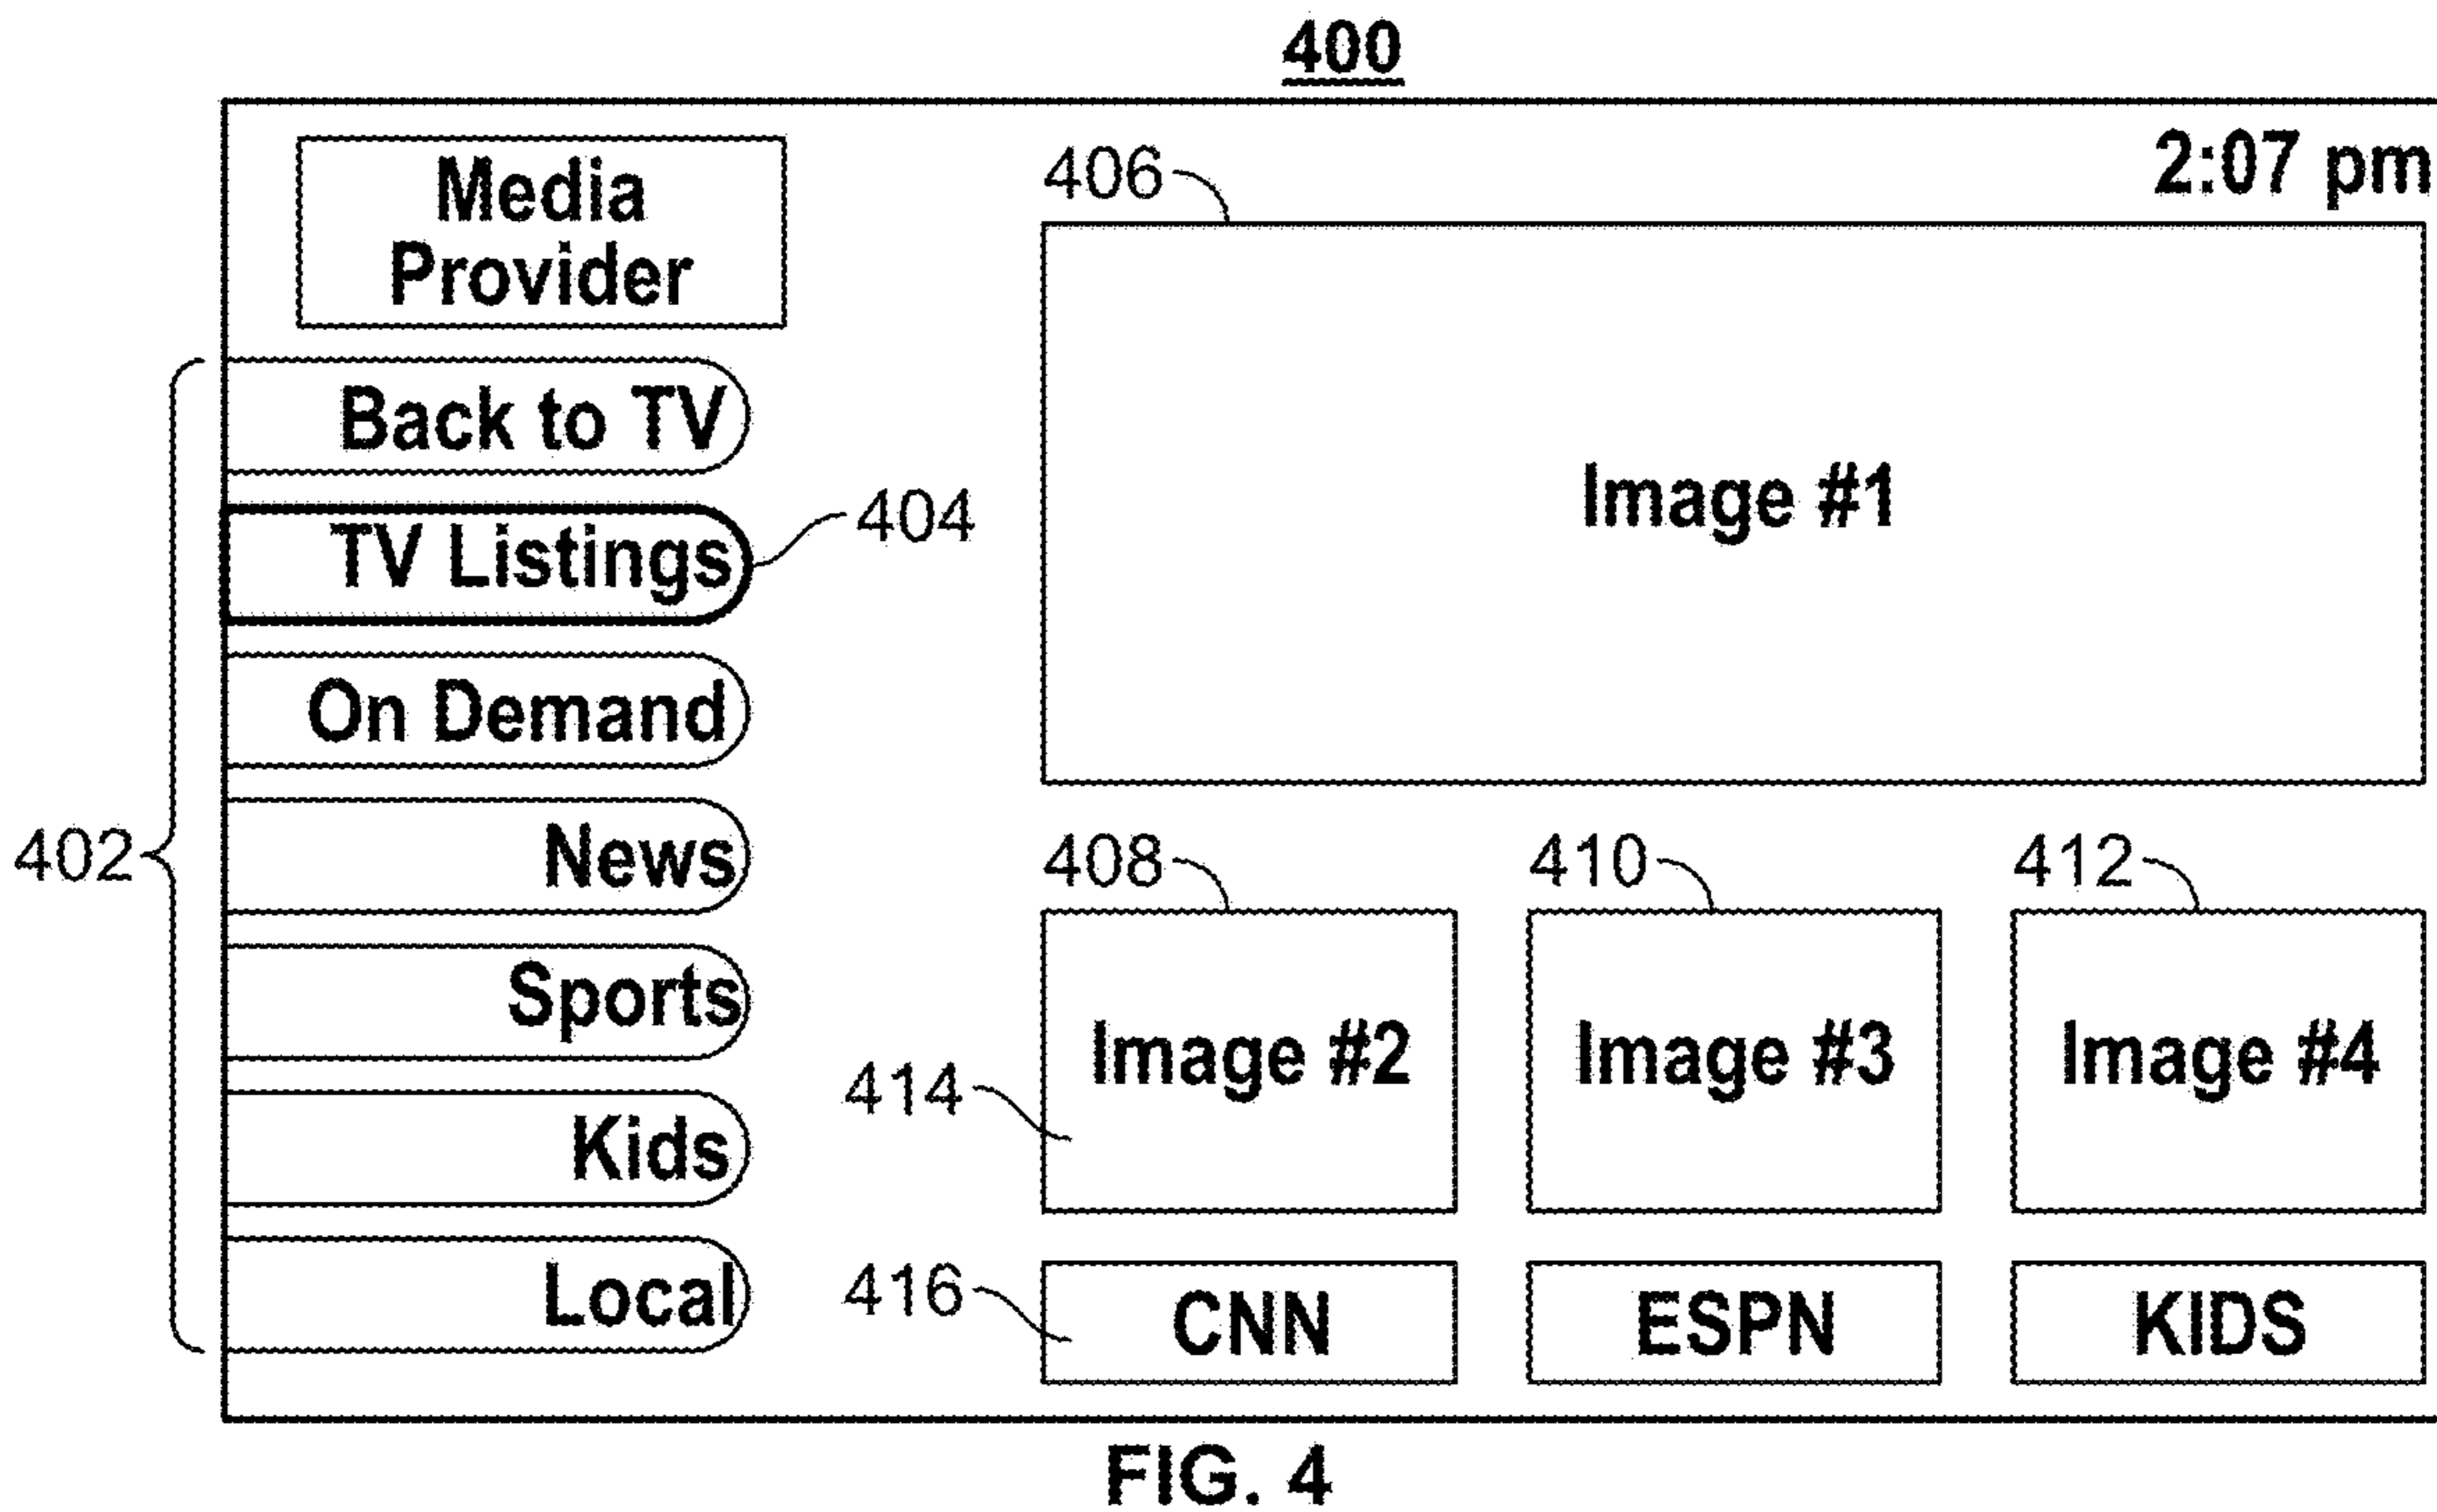 400
2:07 pm
Media
Provider
406
Back to TV
Image #1
TV Listings
404
On Demand
402
News
408
410
412
Sports
Image #2
Image #3
Image #4
414
Kids
Local
416
CNN
ESPN
KIDS
FIG. 4